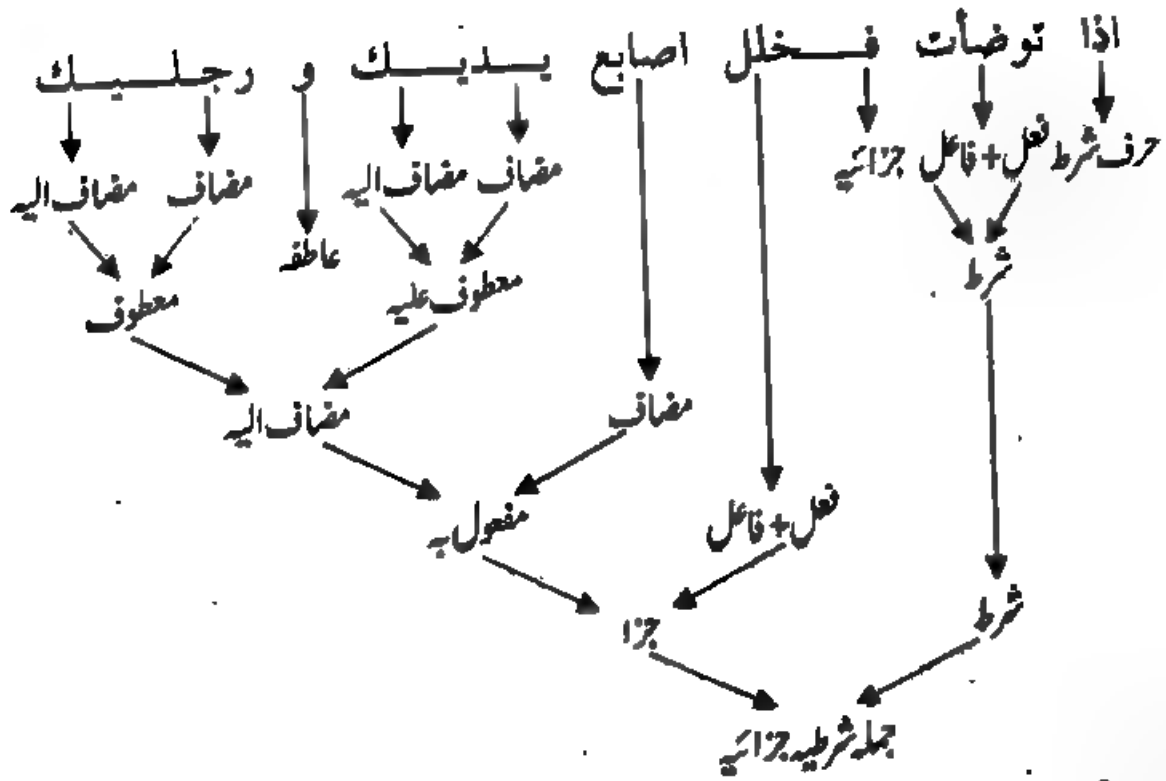 اذا توضأت فخلل اصابع يديك و رجليك
حرف شرط فعل+فاعل جزائیہ مضاف مضاف الیہ مضاف مضاف الیہ
عاطفہ
شرط معطوف علیہ معطوف
مضاف مضاف الیہ
فعل+فاعل مفعول بہ
شرط جزا
جملہ شرطیہ جزائیہ